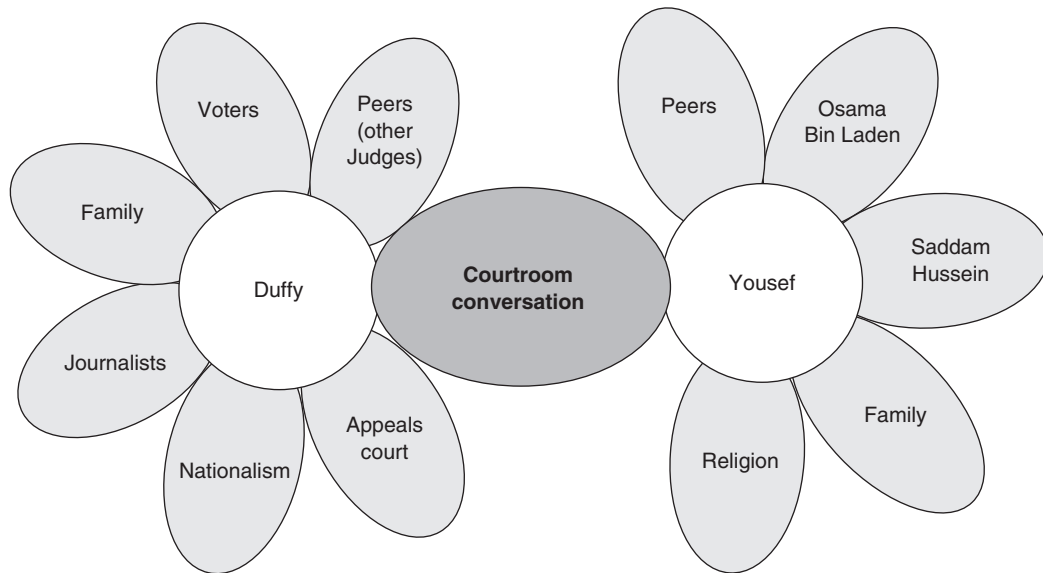 Voters
Peers
(other
Judges)
Family
Duffy
Journalists
Nationalism
Appeals
court
Courtroom
conversation
Peers
Osama
Bin Laden
Saddam
Hussein
Yousef
Family
Religion